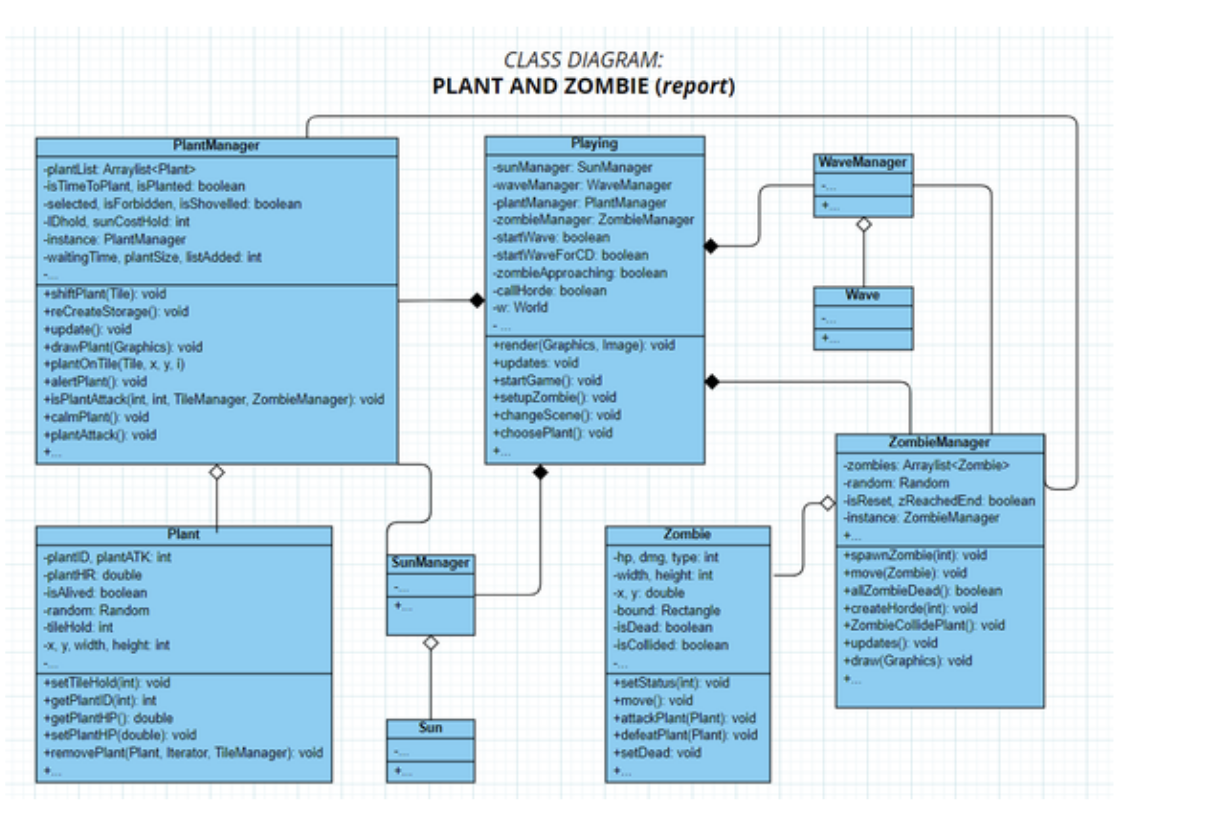 CLASS DIAGRAM:
PLANT AND ZOMBIE (report)
PlantManager
-plantList: Arraylist<Plant>
-isTimeToPlant, isPlanted: boolean
-selected, isForbidden, isShovelled: boolean
-IDhold, sunCostHold: int
-instance: PlantManager
-waitingTime, plantSize, listAdded: int
-...
+shiftPlant(Tile): void
+reCreateStorage(): void
+update(): void
+drawPlant(Graphics): void
+plantOnTile(Tile, x, y, i)
+alertPlant(): void
+isPlantAttack(int, int, TileManager, ZombieManager): void
+calmPlant(): void
+plantAttack(): void
+...
Playing
-sunManager: SunManager
-waveManager: WaveManager
-plantManager: PlantManager
-zombieManager: ZombieManager
-startWave: boolean
-startWaveForCD: boolean
-zombieApproaching: boolean
-callHorde: boolean
-w: World
- ...
+render(Graphics, Image): void
+updates: void
+startGame(): void
+setupZombie(): void
+changeScene(): void
+choosePlant(): void
+...
WaveManager
-...
+...
Wave
-...
+...
ZombieManager
-zombies: Arraylist<Zombie>
-random: Random
-isReset, zReachedEnd: boolean
-instance: ZombieManager
+...
+spawnZombie(int): void
+move(Zombie): void
+allZombieDead(): boolean
+createHorde(int): void
+ZombieCollidePlant(): void
+updates(): void
+draw(Graphics): void
+...
Plant
-plantID, plantATK: int
-plantHR: double
-isAlived: boolean
-random: Random
-tileHold: int
-x, y, width, height: int
-...
+setTileHold(int): void
+getPlantID(int): int
+getPlantHP(): double
+setPlantHP(double): void
+removePlant(Plant, Iterator, TileManager): void
+...
SunManager
-...
+...
Sun
-...
+...
Zombie
-hp, dmg, type: int
-width, height: int
-x, y: double
-bound: Rectangle
-isDead: boolean
-isCollided: boolean
-...
+setStatus(int): void
+move(): void
+attackPlant(Plant): void
+defeatPlant(Plant): void
+setDead: void
+...